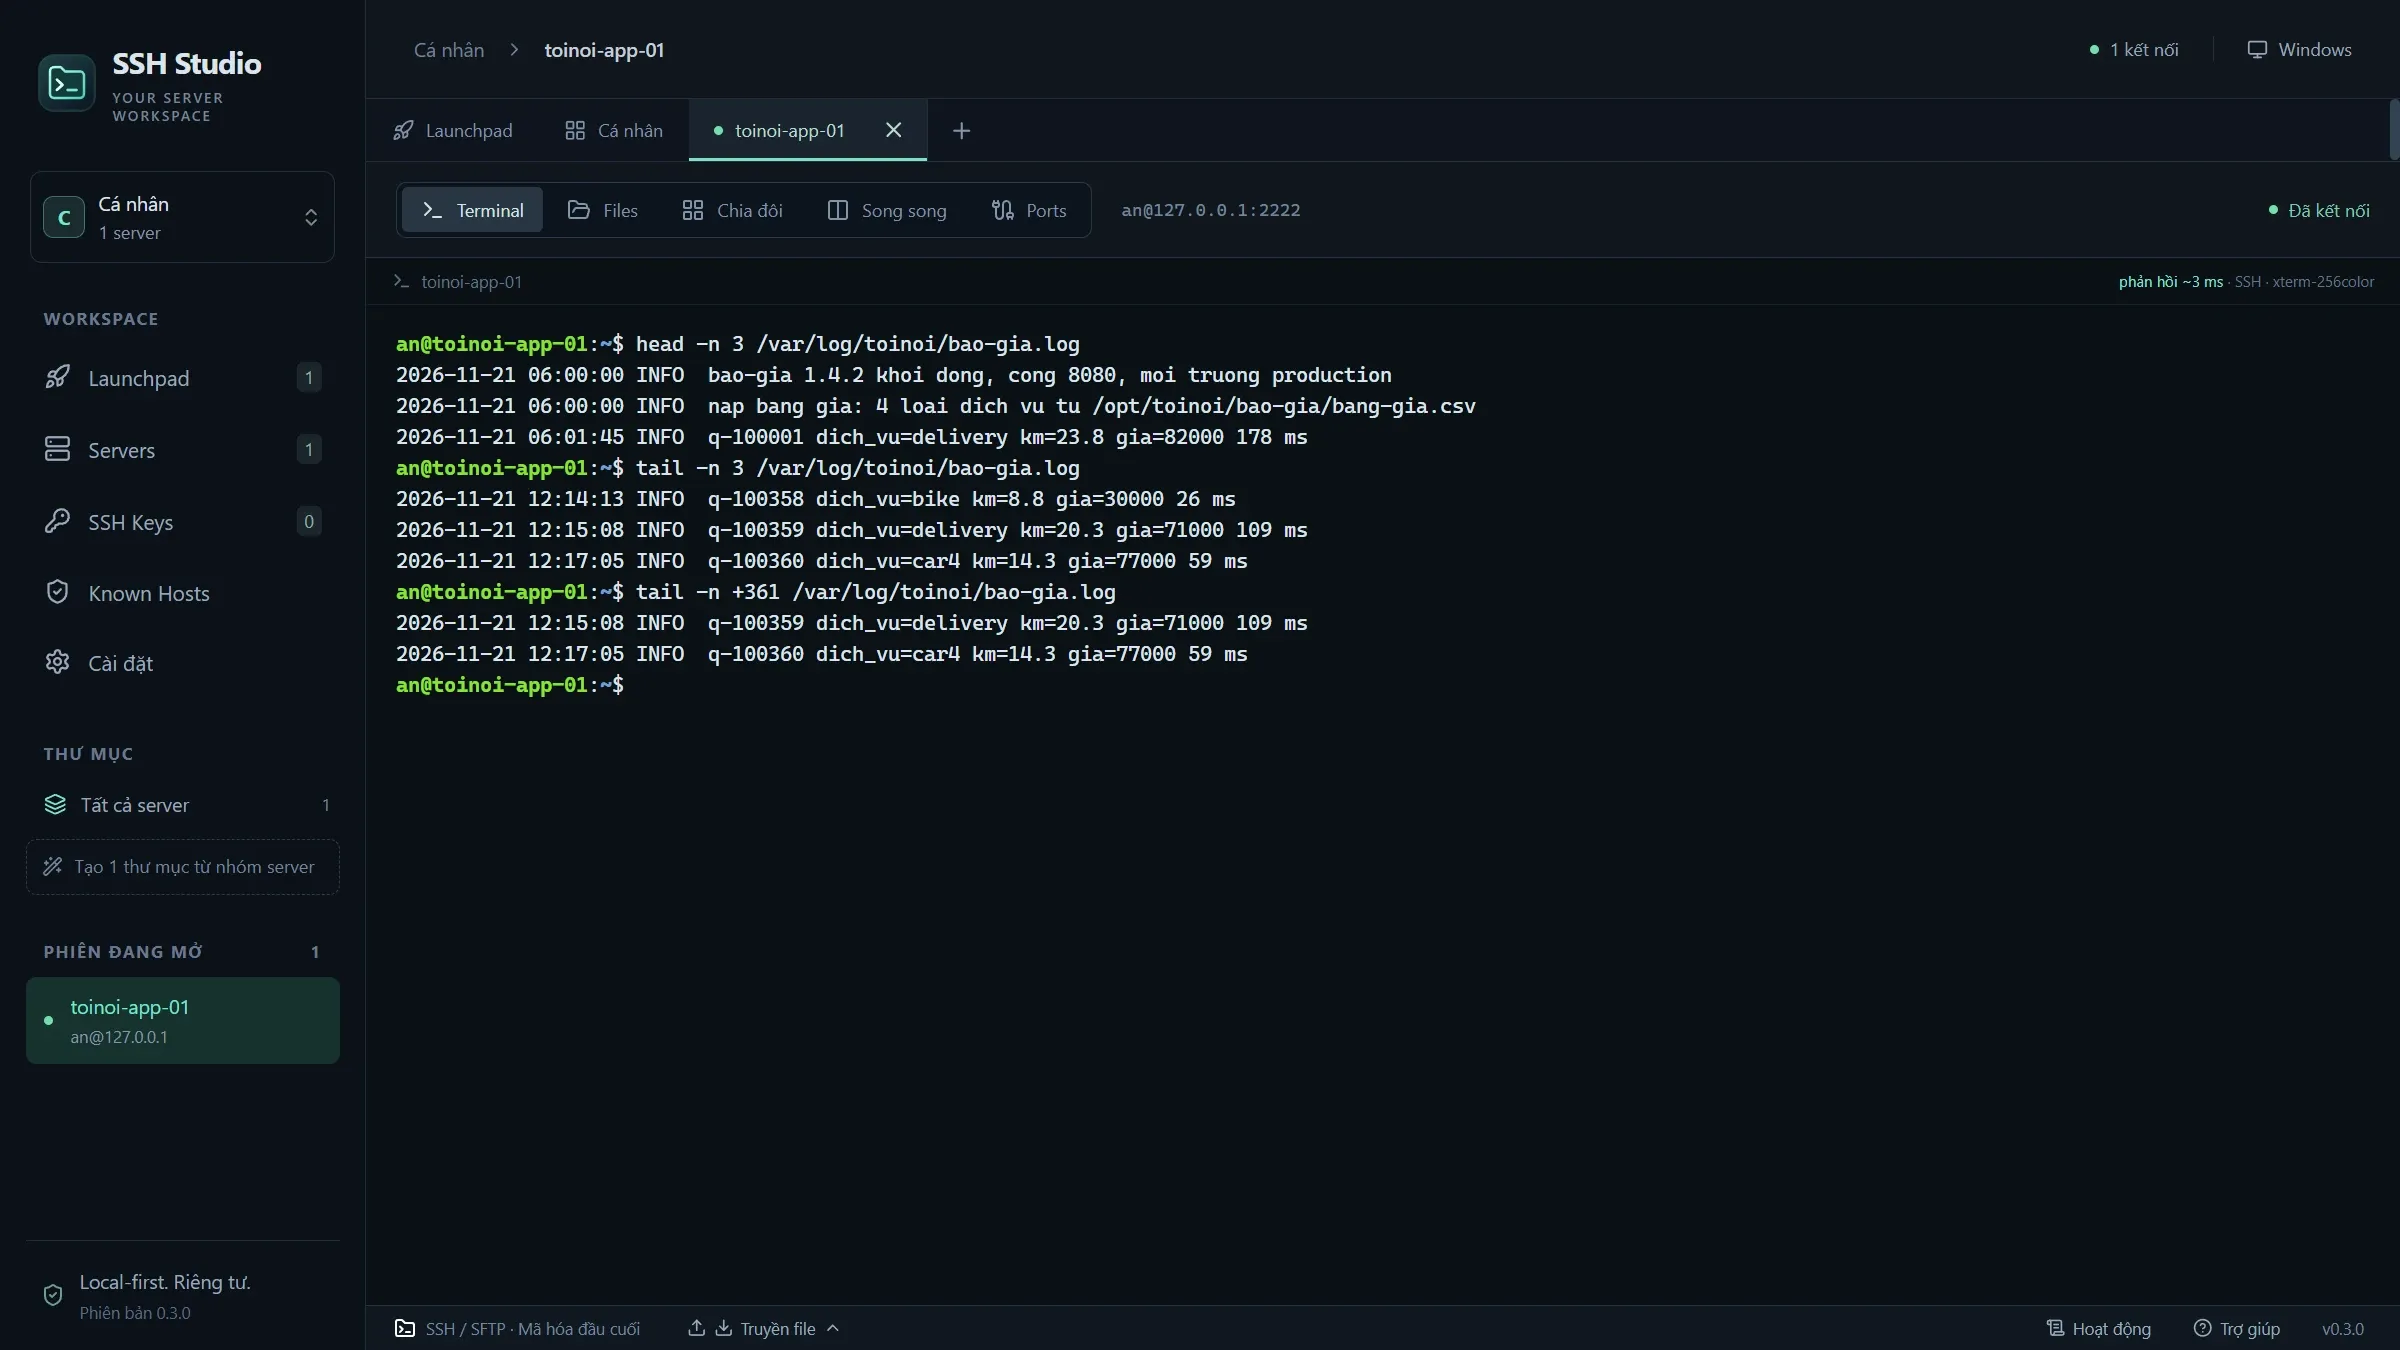 SSH Studio
YOUR SERVER
WORKSPACE
C
Cá nhân
1 server
WORKSPACE
Launchpad 1
Servers 1
SSH Keys 0
Known Hosts
Cài đặt
THƯ MỤC
Tất cả server 1
Tạo 1 thư mục từ nhóm server
PHIÊN ĐANG MỞ 1
toinoi-app-01
an@127.0.0.1
Local-first. Riêng tư.
Phiên bản 0.3.0
Cá nhân > toinoi-app-01
1 kết nối
Windows
Launchpad
Cá nhân
toinoi-app-01
Terminal
Files
Chia đôi
Song song
Ports
an@127.0.0.1:2222
Đã kết nối
toinoi-app-01
phản hồi ~3 ms · SSH · xterm-256color
an@toinoi-app-01:~$ head -n 3 /var/log/toinoi/bao-gia.log
2026-11-21 06:00:00 INFO  bao-gia 1.4.2 khoi dong, cong 8080, moi truong production
2026-11-21 06:00:00 INFO  nap bang gia: 4 loai dich vu tu /opt/toinoi/bao-gia/bang-gia.csv
2026-11-21 06:01:45 INFO  q-100001 dich_vu=delivery km=23.8 gia=82000 178 ms
an@toinoi-app-01:~$ tail -n 3 /var/log/toinoi/bao-gia.log
2026-11-21 12:14:13 INFO  q-100358 dich_vu=bike km=8.8 gia=30000 26 ms
2026-11-21 12:15:08 INFO  q-100359 dich_vu=delivery km=20.3 gia=71000 109 ms
2026-11-21 12:17:05 INFO  q-100360 dich_vu=car4 km=14.3 gia=77000 59 ms
an@toinoi-app-01:~$ tail -n +361 /var/log/toinoi/bao-gia.log
2026-11-21 12:15:08 INFO  q-100359 dich_vu=delivery km=20.3 gia=71000 109 ms
2026-11-21 12:17:05 INFO  q-100360 dich_vu=car4 km=14.3 gia=77000 59 ms
an@toinoi-app-01:~$
SSH / SFTP · Mã hóa đầu cuối
Truyền file
Hoạt động
Trợ giúp
v0.3.0